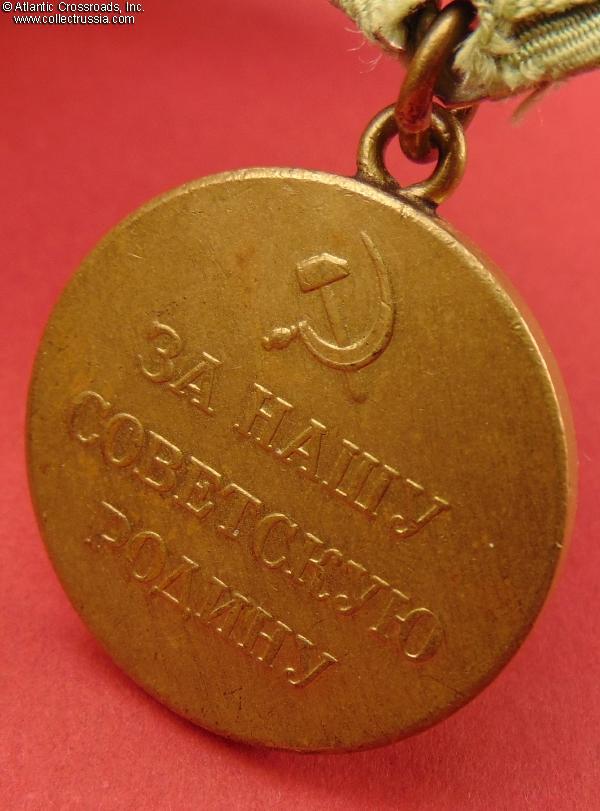 © Atlantic Crossroads, Inc.
www.collectrussia.com
ЗА НАШУ
СОВЕТСКУЮ
РОДИНУ